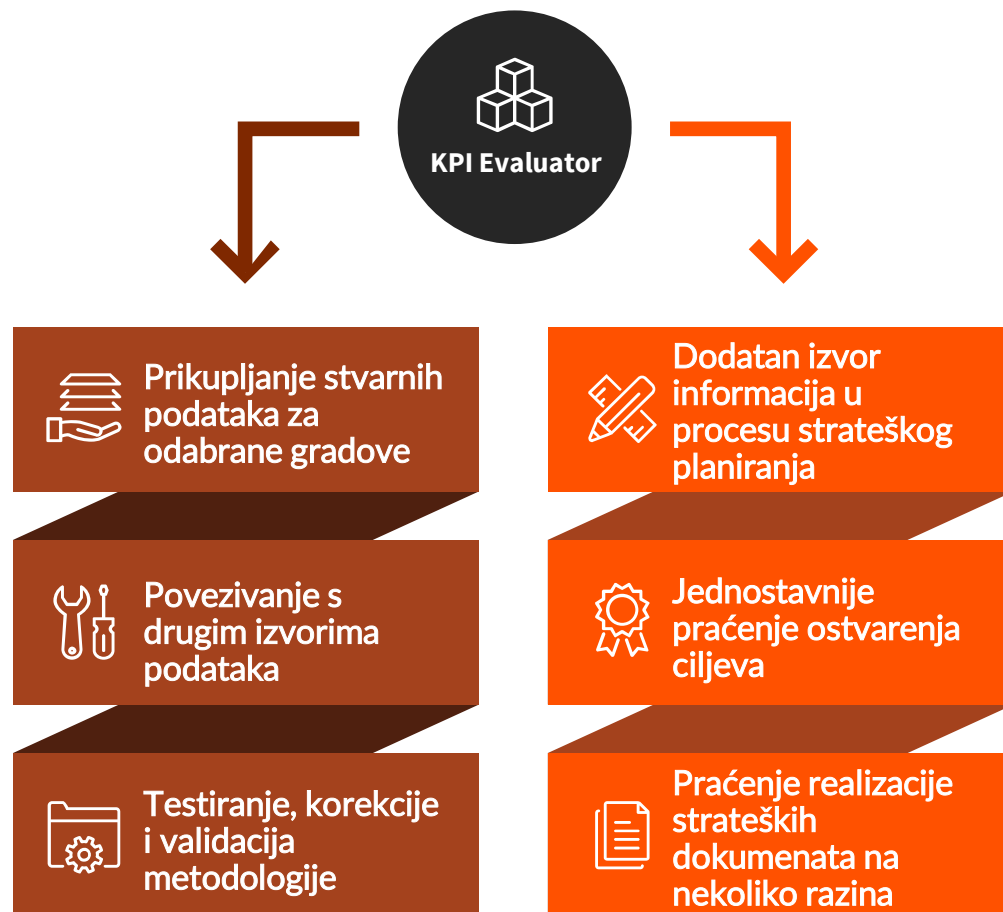 KPI Evaluator
Prikupljanje stvarnih
podataka za
odabrane gradove
Povezivanje s
drugim izvorima
podataka
Testiranje, korekcije
i validacija
metodologije
Dodatan izvor
informacija u
procesu strateškog
planiranja
Jednostavnije
praćenje ostvarenja
ciljeva
Praćenje realizacije
strateških
dokumenata na
nekoliko razina